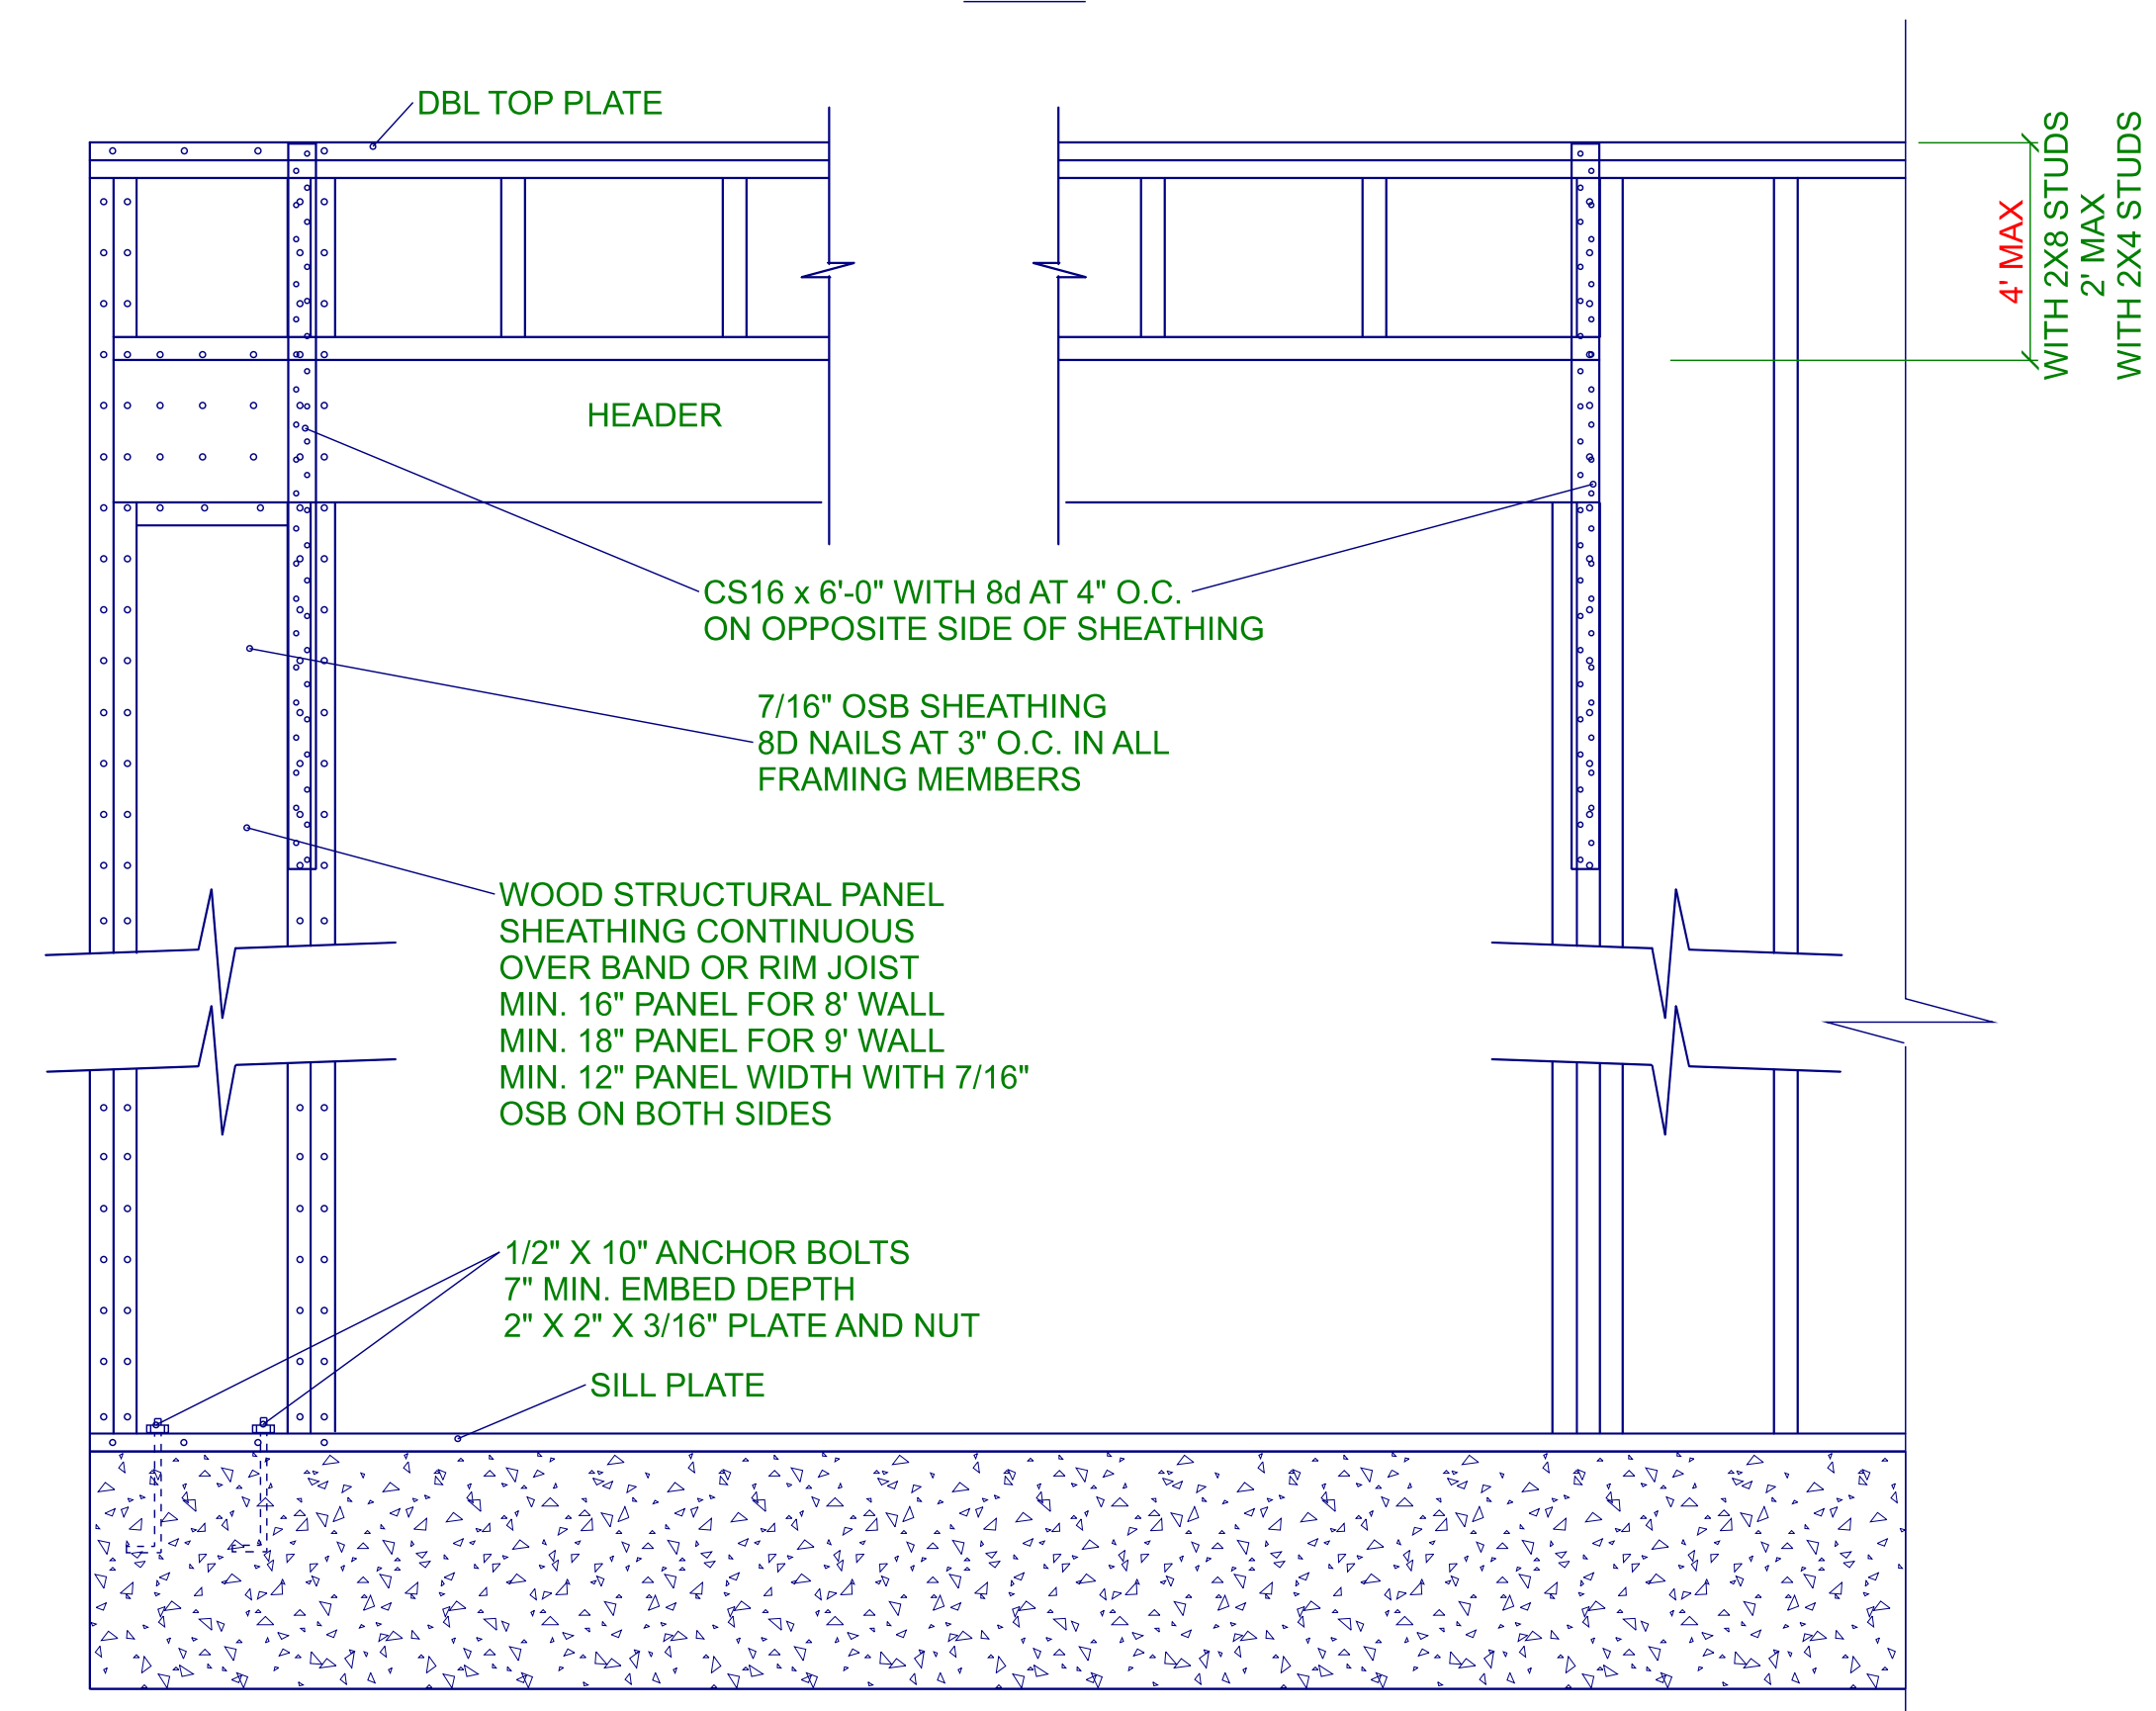 DBL TOP PLATE
4' MAX
WITH 2X8 STUDS
2' MAX
WITH 2X4 STUDS
HEADER
CS16 x 6'-0" WITH 8d AT 4" O.C.
ON OPPOSITE SIDE OF SHEATHING
7/16" OSB SHEATHING
8D NAILS AT 3" O.C. IN ALL
FRAMING MEMBERS
WOOD STRUCTURAL PANEL
SHEATHING CONTINUOUS
OVER BAND OR RIM JOIST
MIN. 16" PANEL FOR 8' WALL
MIN. 18" PANEL FOR 9' WALL
MIN. 12" PANEL WIDTH WITH 7/16"
OSB ON BOTH SIDES
1/2" X 10" ANCHOR BOLTS
7" MIN. EMBED DEPTH
2" X 2" X 3/16" PLATE AND NUT
SILL PLATE